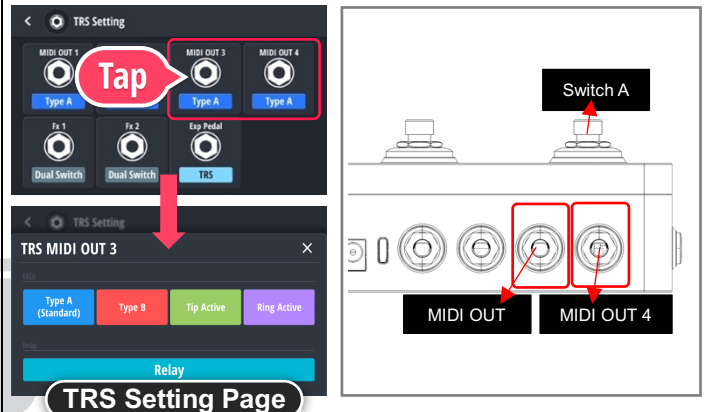 TRS Setting
MIDI OUT 1
MIDI OUT 3
MIDI OUT 4
Tap
Type A
Type A
Type A
Fx 1
Fx 2
Exp Pedal
Dual Switch
Dual Switch
TRS
TRS Setting
TRS MIDI OUT 3
MIDI
Type A
(Standard)
Type B
Tip Active
Ring Active
Relay
Relay
TRS Setting Page
Switch A
MIDI OUT
MIDI OUT 4